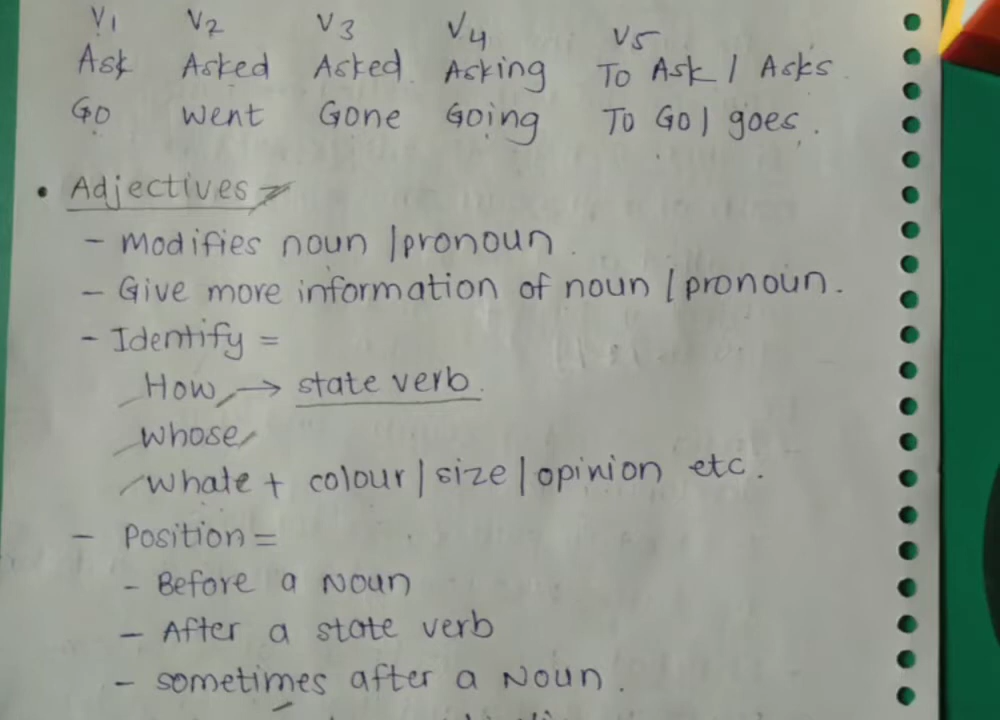 V1 V2 V3 V4 V5
Ask Asked Asked Asking To Ask / Asks.
Go Went Gone Going To Go / goes.
• Adjectives
- Modifies noun / pronoun.
- Give more information of noun / pronoun.
- Identify =
How → state verb.
Whose
Whate + colour / size / opinion etc.
- Position =
- Before a Noun
- After a state verb
- sometimes after a Noun.